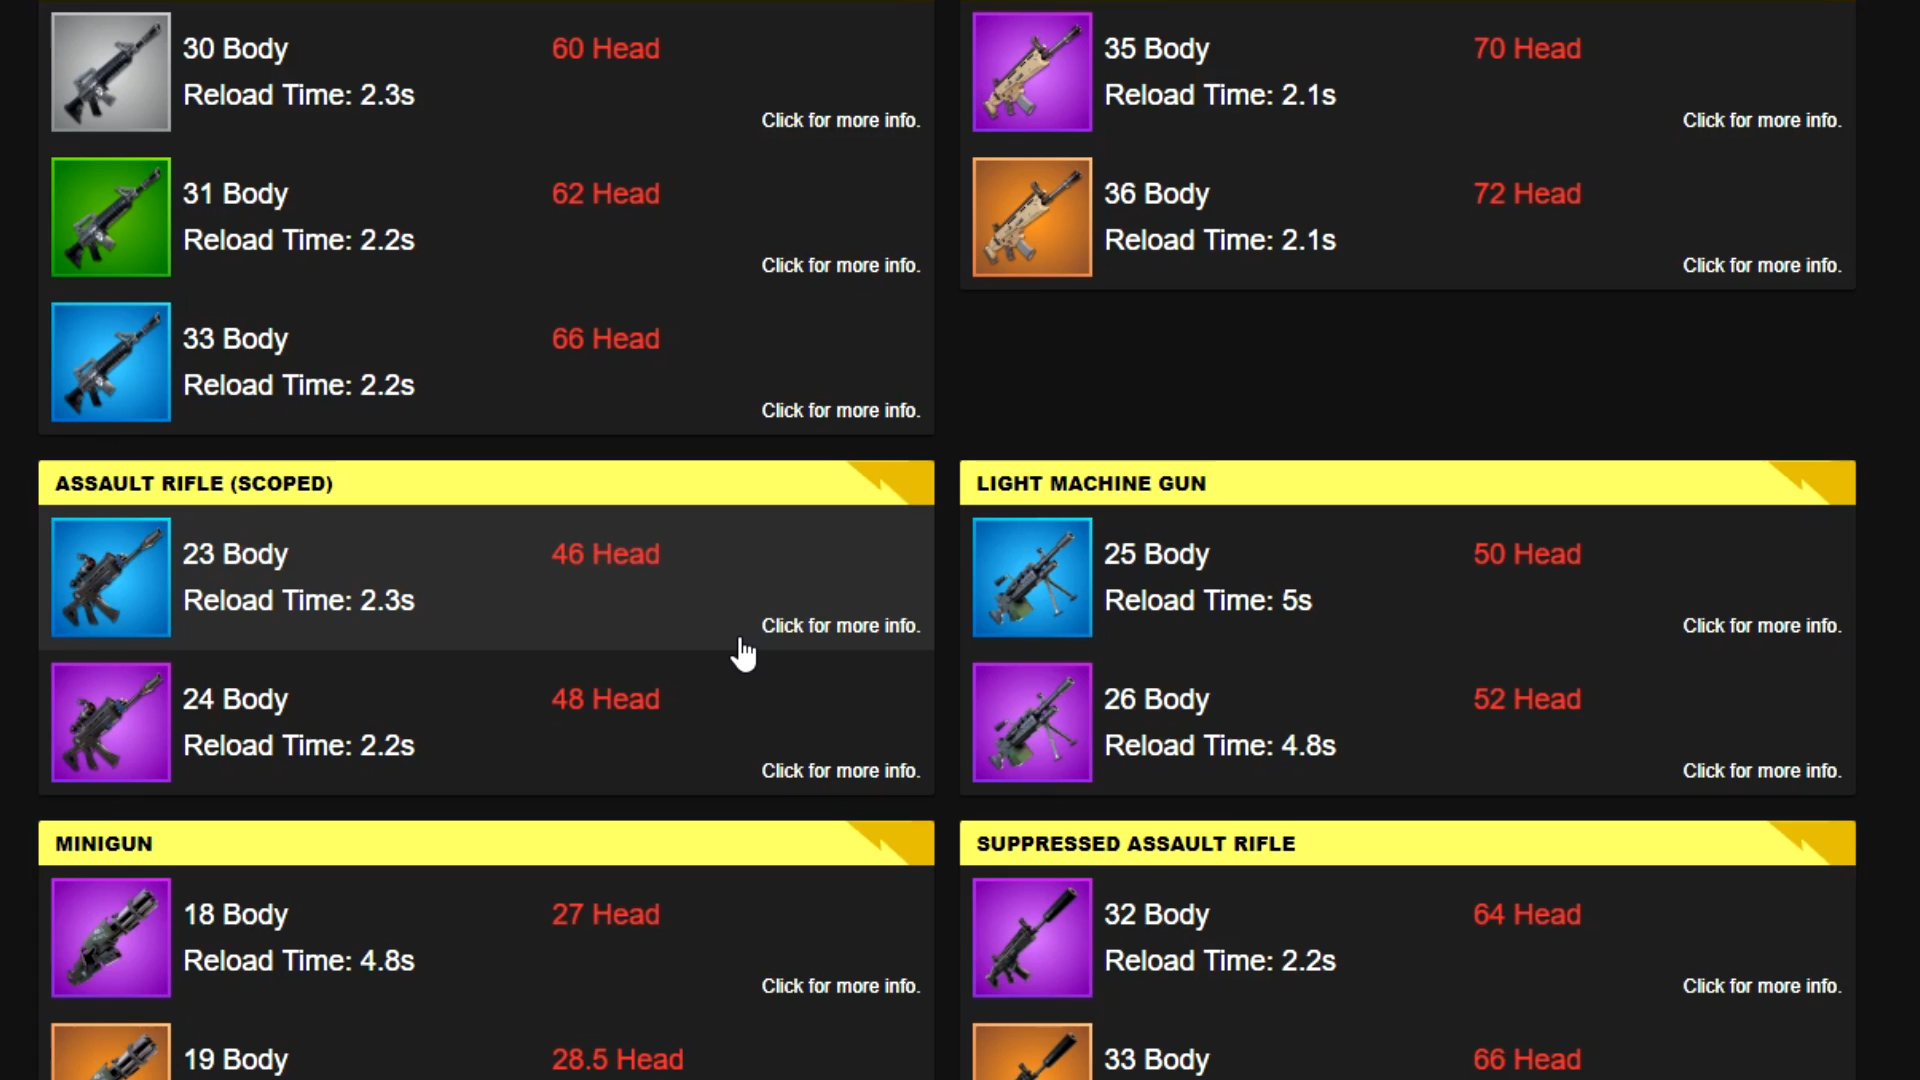 30 Body
60 Head
Reload Time: 2.3s
Click for more info.
31 Body
62 Head
Reload Time: 2.2s
Click for more info.
33 Body
66 Head
Reload Time: 2.2s
Click for more info.
35 Body
70 Head
Reload Time: 2.1s
Click for more info.
36 Body
72 Head
Reload Time: 2.1s
Click for more info.
ASSAULT RIFLE (SCOPED)
23 Body
46 Head
Reload Time: 2.3s
Click for more info.
24 Body
48 Head
Reload Time: 2.2s
Click for more info.
LIGHT MACHINE GUN
25 Body
50 Head
Reload Time: 5s
Click for more info.
26 Body
52 Head
Reload Time: 4.8s
Click for more info.
MINIGUN
18 Body
27 Head
Reload Time: 4.8s
Click for more info.
19 Body
28.5 Head
SUPPRESSED ASSAULT RIFLE
32 Body
64 Head
Reload Time: 2.2s
Click for more info.
33 Body
66 Head